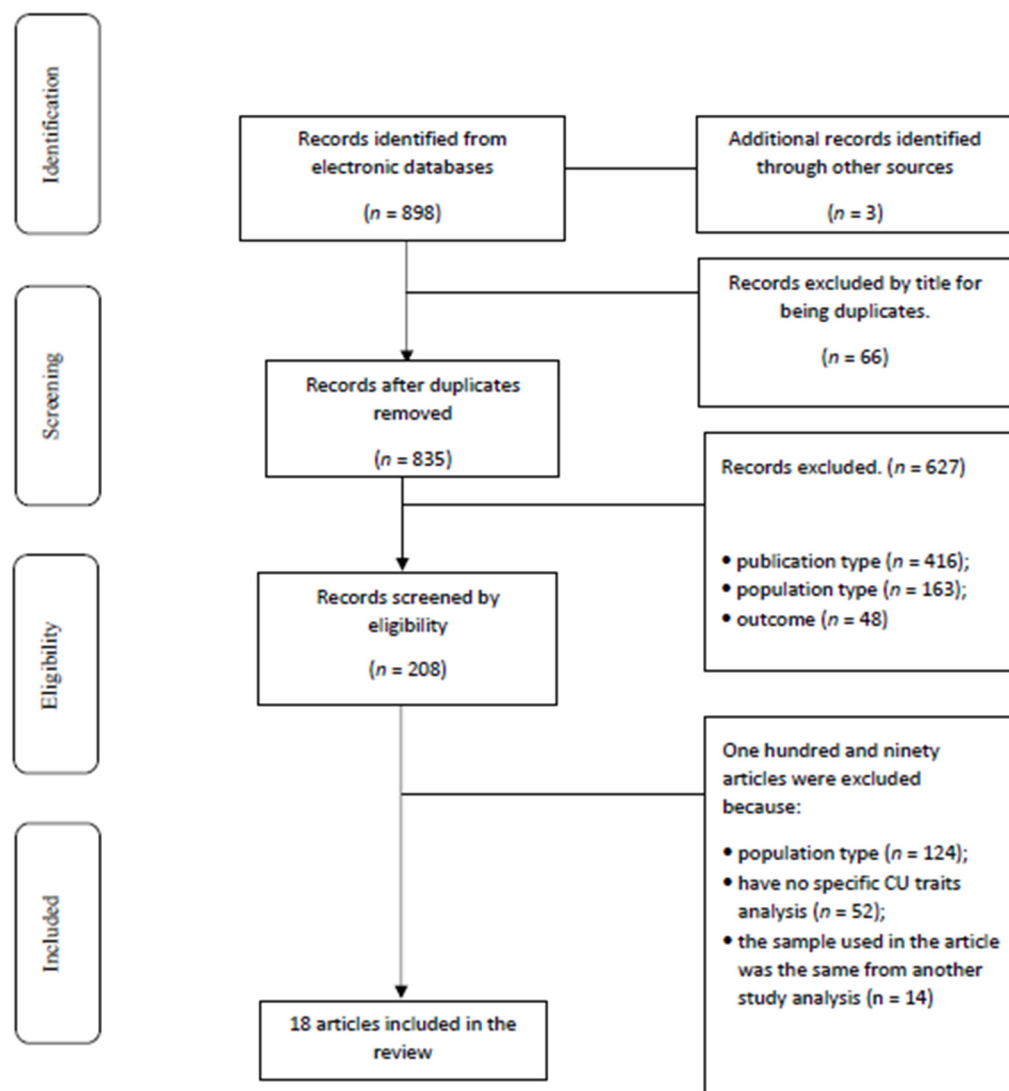 Identification
Records identified from
electronic databases
(n = 898)
Additional records identified
through other sources
(n = 3)
Records excluded by title for
being duplicates.
(n = 66)
Screening
Records after duplicates
removed
(n = 835)
Records excluded. (n = 627)
• publication type (n = 416);
• population type (n = 163);
• outcome (n = 48)
Eligibility
Records screened by
eligibility
(n = 208)
One hundred and ninety
articles were excluded
because:
• population type (n = 124);
• have no specific CU traits
analysis (n = 52);
• the sample used in the article
was the same from another
study analysis (n = 14)
Included
18 articles included in the
review